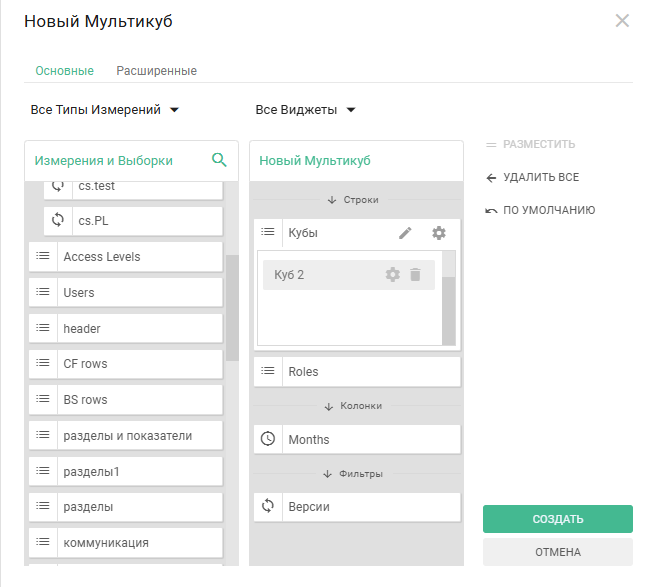 Новый Мультикуб
Основные
Расширенные
Все Типы Измерений
Все Виджеты
Измерения и Выборки
cs.test
cs.PL
Access Levels
Users
header
CF rows
BS rows
разделы и показатели
разделы1
разделы
коммуникация
Новый Мультикуб
Строки
Кубы
Куб 2
Roles
Колонки
Months
Фильтры
Версии
РАЗМЕСТИТЬ
УДАЛИТЬ ВСЕ
ПО УМОЛЧАНИЮ
СОЗДАТЬ
ОТМЕНА